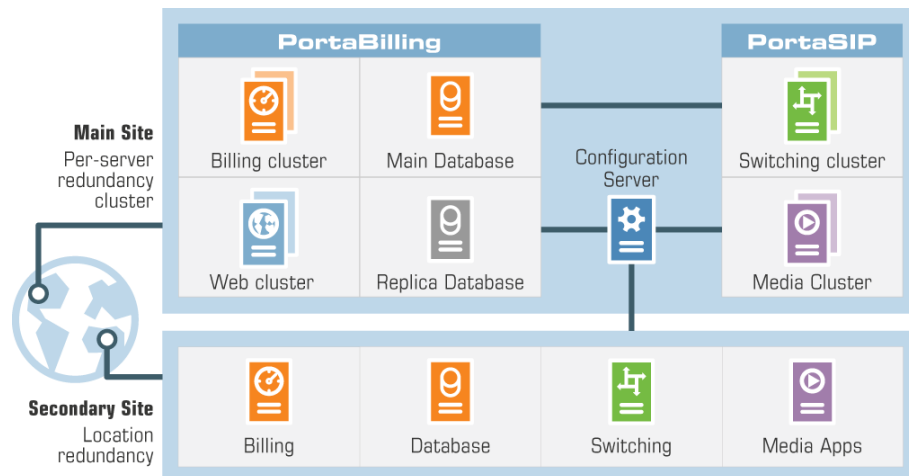 PortaBilling
PortaSIP
Main Site
Per-server
redundancy
cluster
Billing cluster
Main Database
Configuration
Server
Switching cluster
Web cluster
Replica Database
Media Cluster
Secondary Site
Location
redundancy
Billing
Database
Switching
Media Apps